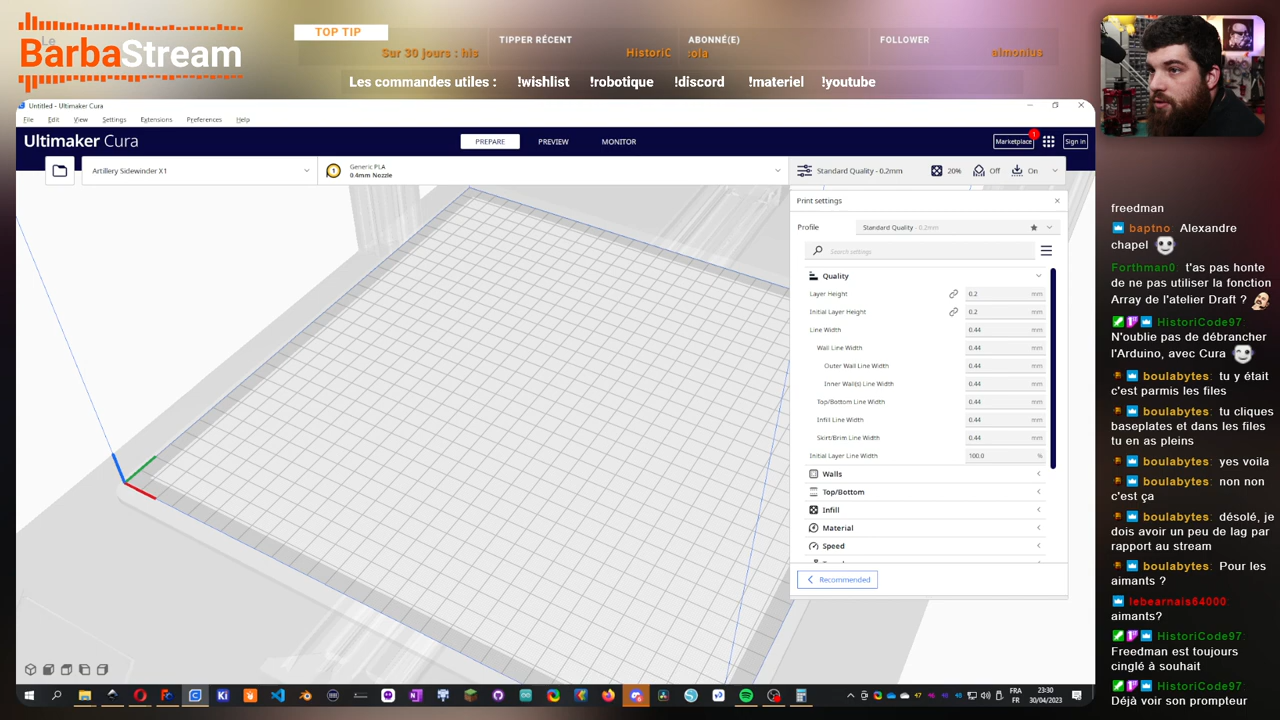 Le
BarbaStream
TOP TIP
Sur 30 jours : his
TIPPER RÉCENT
HistoriC
ABONNÉ(E)
:ola
FOLLOWER
aimonius
Les commandes utiles : !wishlist !robotique !discord !materiel !youtube
Untitled - Ultimaker Cura
File Edit View Settings Extensions Preferences Help
Ultimaker Cura
PREPARE PREVIEW MONITOR
Marketplace 1 Sign in
Artillery Sidewinder X1
1
Generic PLA
0.4mm Nozzle
Standard Quality - 0.2mm 20% Off On
Print settings
Profile Standard Quality - 0.2mm
Search settings
Quality
Layer Height 0.2 mm
Initial Layer Height 0.2 mm
Line Width 0.44 mm
Wall Line Width 0.44 mm
Outer Wall Line Width 0.44 mm
Inner Wall(s) Line Width 0.44 mm
Top/Bottom Line Width 0.44 mm
Infill Line Width 0.44 mm
Skirt/Brim Line Width 0.44 mm
Initial Layer Line Width 100.0 %
Walls
Top/Bottom
Infill
Material
Speed
Recommended
freedman
baptno: Alexandre
chapel
Forthman0: t'as pas honte
de ne pas utiliser la fonction
Array de l'atelier Draft ?
HistoriCode97:
N'oublie pas de débrancher
l'Arduino, avec Cura
boulabytes: tu y était
c'est parmis les files
boulabytes: tu cliques
baseplates et dans les files
tu en as pleins
boulabytes: yes voila
boulabytes: non non
c'est ça
boulabytes: désolé, je
dois avoir un peu de lag par
rapport au stream
boulabytes: Pour les
aimants ?
lebearnais64000:
aimants?
HistoriCode97:
Freedman est toujours
cinglé à souhait
HistoriCode97:
Déjà voir son prompteur
FRA
FR
23:30
30/04/2023